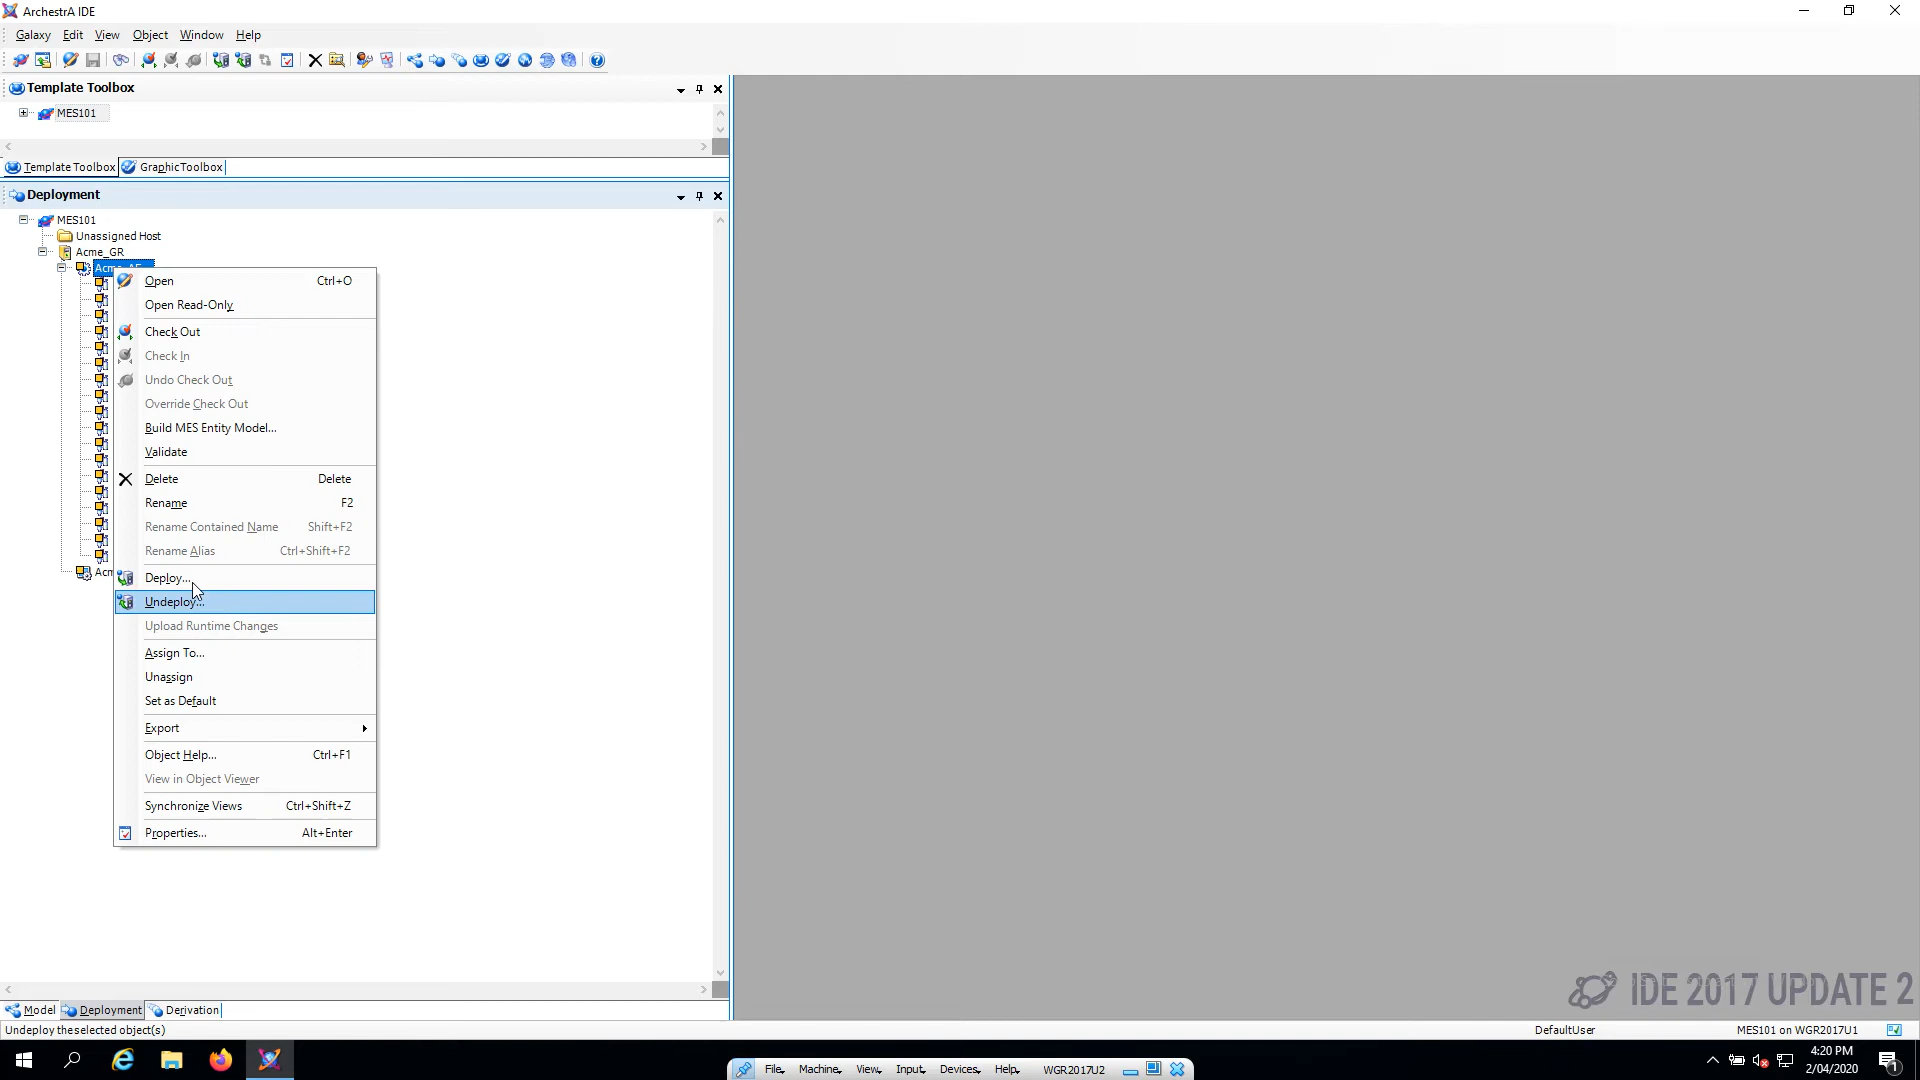 ArchestrA IDE
Galaxy Edit View Object Window Help
Template Toolbox
MES101
Template Toolbox GraphicToolbox
Deployment
MES101
Unassigned Host
Acme_GR
Open Ctrl+O
Open Read-Only
Check Out
Check In
Undo Check Out
Override Check Out
Build MES Entity Model...
Validate
Delete Delete
Rename F2
Rename Contained Name Shift+F2
Rename Alias Ctrl+Shift+F2
Deploy...
Acm
Undeploy...
Upload Runtime Changes
Assign To...
Unassign
Set as Default
Export
Object Help... Ctrl+F1
View in Object Viewer
Synchronize Views Ctrl+Shift+Z
Properties... Alt+Enter
IDE 2017 UPDATE 2
Model Deployment Derivation
Undeploy the selected object(s) DefaultUser MES101 on WGR2017U1
File Machine View Input Devices Help WGR2017U2
4:20 PM
2/04/2020
1